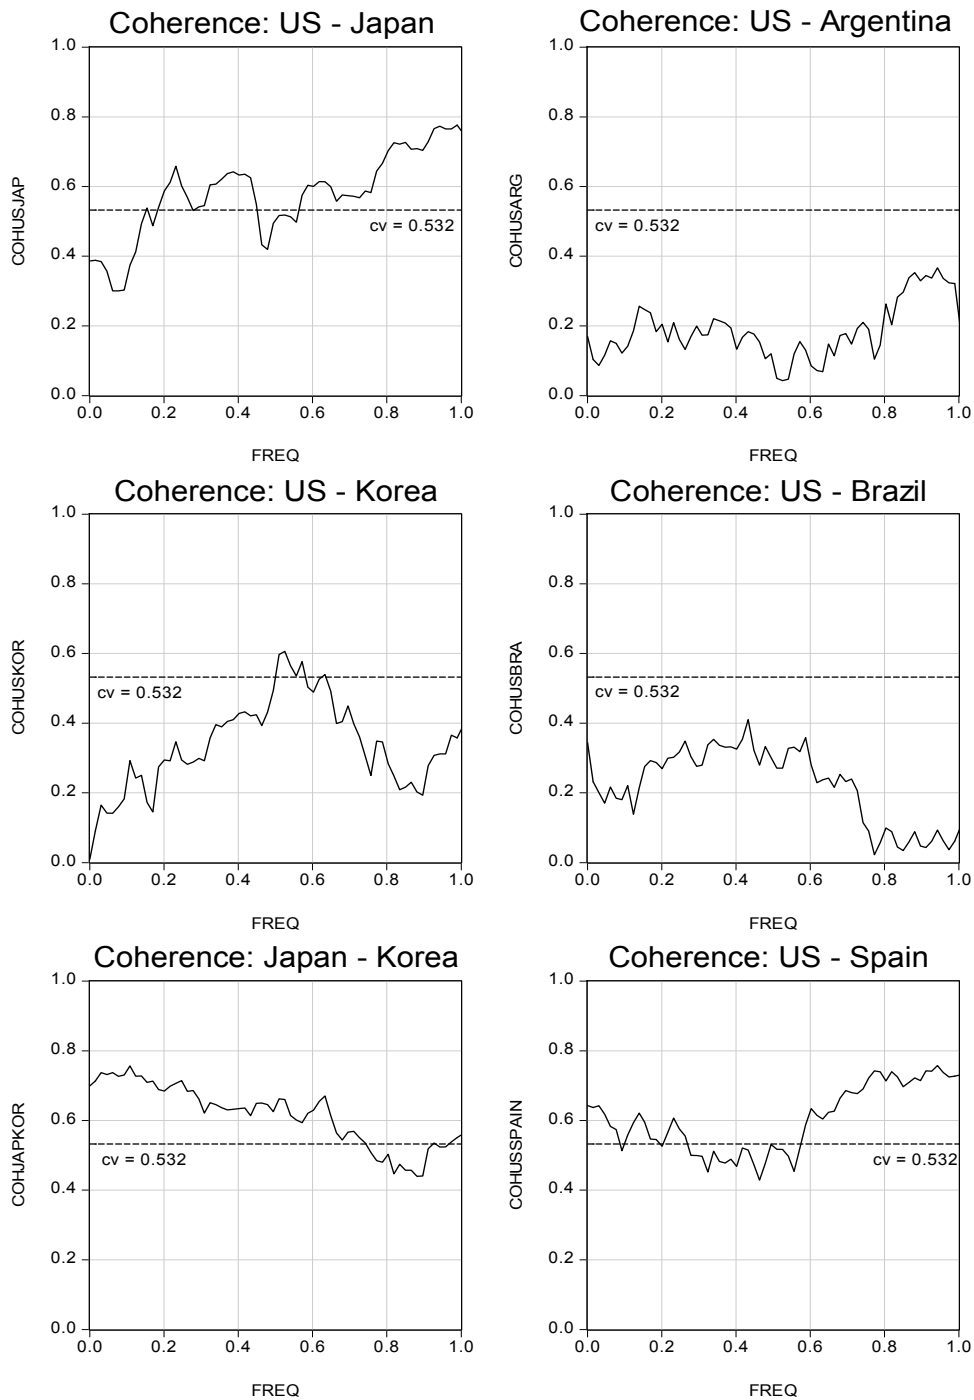 Coherence: US - Japan
1.0
0.8
0.6
0.4
0.2
0.0
COHUSJAP
cv = 0.532
0.0 0.2 0.4 0.6 0.8 1.0
FREQ
Coherence: US - Argentina
1.0
0.8
0.6
0.4
0.2
0.0
COHUSARG
cv = 0.532
0.0 0.2 0.4 0.6 0.8 1.0
FREQ
Coherence: US - Korea
1.0
0.8
0.6
0.4
0.2
0.0
COHUSKOR
cv = 0.532
0.0 0.2 0.4 0.6 0.8 1.0
FREQ
Coherence: US - Brazil
1.0
0.8
0.6
0.4
0.2
0.0
COHUSBRA
cv = 0.532
0.0 0.2 0.4 0.6 0.8 1.0
FREQ
Coherence: Japan - Korea
1.0
0.8
0.6
0.4
0.2
0.0
COHJAPKOR
cv = 0.532
0.0 0.2 0.4 0.6 0.8 1.0
FREQ
Coherence: US - Spain
1.0
0.8
0.6
0.4
0.2
0.0
COHUSSPAIN
cv = 0.532
0.0 0.2 0.4 0.6 0.8 1.0
FREQ